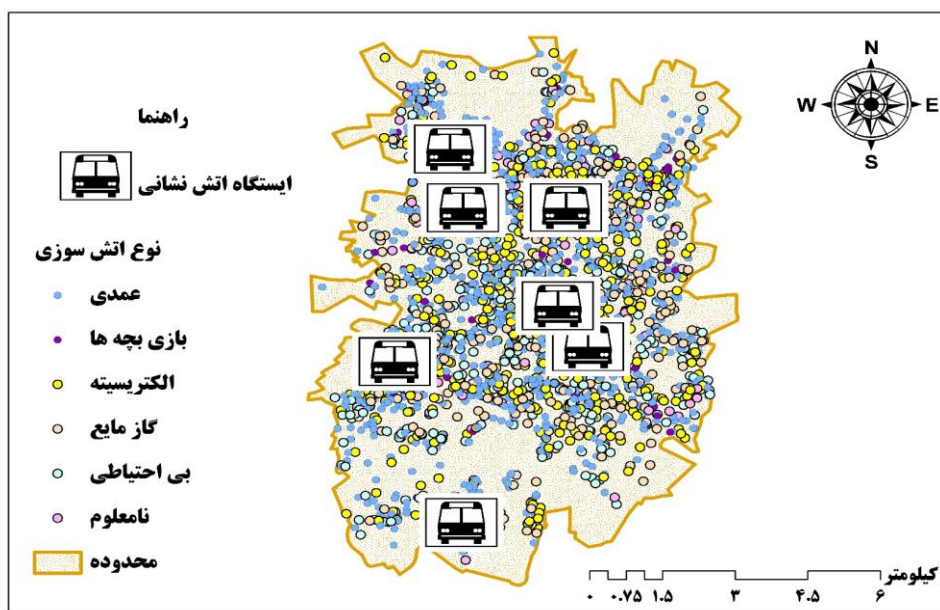 N
W E
S
راهنما
ایستگاه اتش نشانی
نوع اتش سوزی
عمدی
بازی بچه ها
الکتریسیته
گاز مایع
بی احتیاطی
نامعلوم
محدوده
کیلومتر
۰ ۰.۷۵ ۱.۵ ۳ ۴.۵ ۶